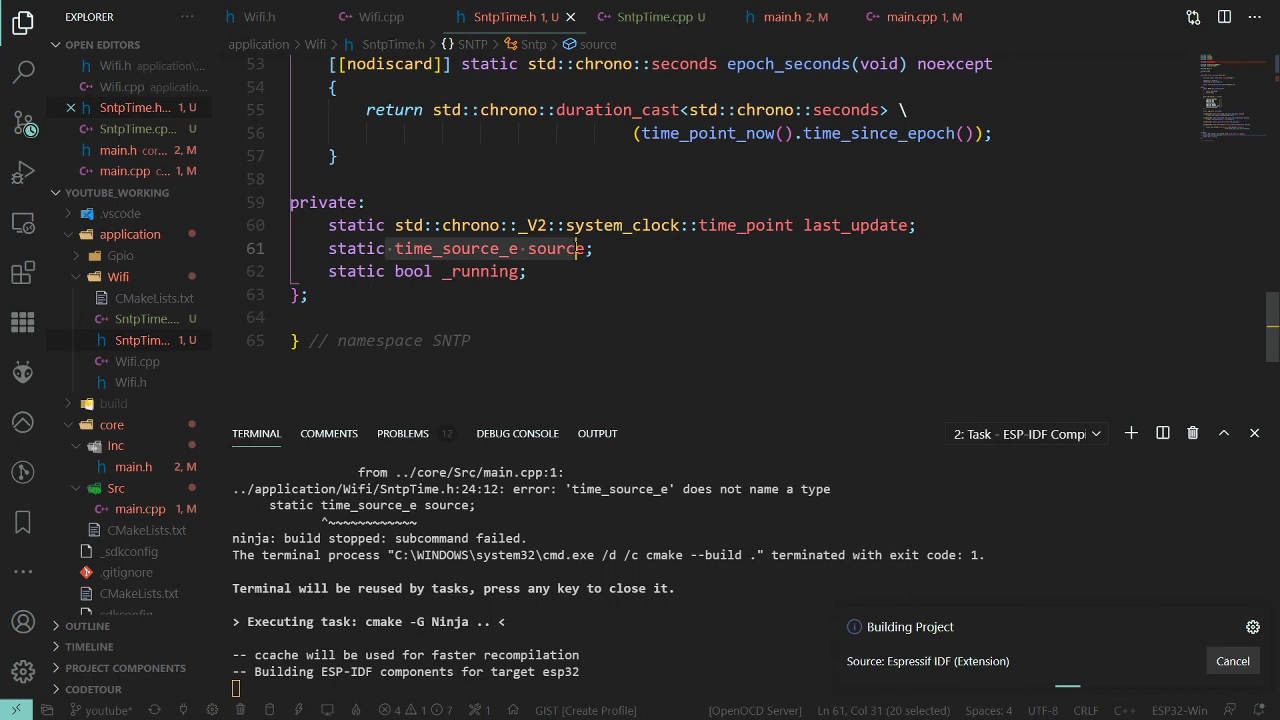 EXPLORER
Wifi.h
Wifi.cpp
SntpTime.h 1, U
SntpTime.cpp U
main.h 2, M
main.cpp 1, M
OPEN EDITORS
Wifi.h application\...
Wifi.cpp application\...
SntpTime.h... 1, U
SntpTime.cp... U
main.h cor... 2, M
main.cpp co... 1, M
YOUTUBE_WORKING
.vscode
application
Gpio
Wifi
CMakeLists.txt
SntpTime.... U
SntpTim... 1, U
Wifi.cpp
Wifi.h
build
core
Inc
main.h 2, M
Src
main.cpp 1, M
CMakeLists.txt
_sdkconfig
.gitignore
CMakeLists.txt
sdkconfig
OUTLINE
TIMELINE
PROJECT COMPONENTS
CODETOUR
application > Wifi > SntpTime.h > {} SNTP > Sntp > source
53 [[nodiscard]] static std::chrono::seconds epoch_seconds(void) noexcept
54 {
55 return std::chrono::duration_cast<std::chrono::seconds> \
56 (time_point_now().time_since_epoch());
57 }
58
59 private:
60 static std::chrono::_V2::system_clock::time_point last_update;
61 static time_source_e source;
62 static bool _running;
63 };
64
65 } // namespace SNTP
TERMINAL COMMENTS PROBLEMS 12 DEBUG CONSOLE OUTPUT 2: Task - ESP-IDF Compi
from ../core/Src/main.cpp:1:
../application/Wifi/SntpTime.h:24:12: error: 'time_source_e' does not name a type
static time_source_e source;
^~~~~~~~~~~~~
ninja: build stopped: subcommand failed.
The terminal process "C:\WINDOWS\system32\cmd.exe /d /c cmake --build ." terminated with exit code: 1.
Terminal will be reused by tasks, press any key to close it.
> Executing task: cmake -G Ninja .. <
-- ccache will be used for faster recompilation
-- Building ESP-IDF components for target esp32
Building Project
Source: Espressif IDF (Extension)
Cancel
youtube* 4 1 7 1 GIST [Create Profile] [OpenOCD Server] Ln 61, Col 31 (20 selected) Spaces: 4 UTF-8 CRLF C++ ESP32-Win